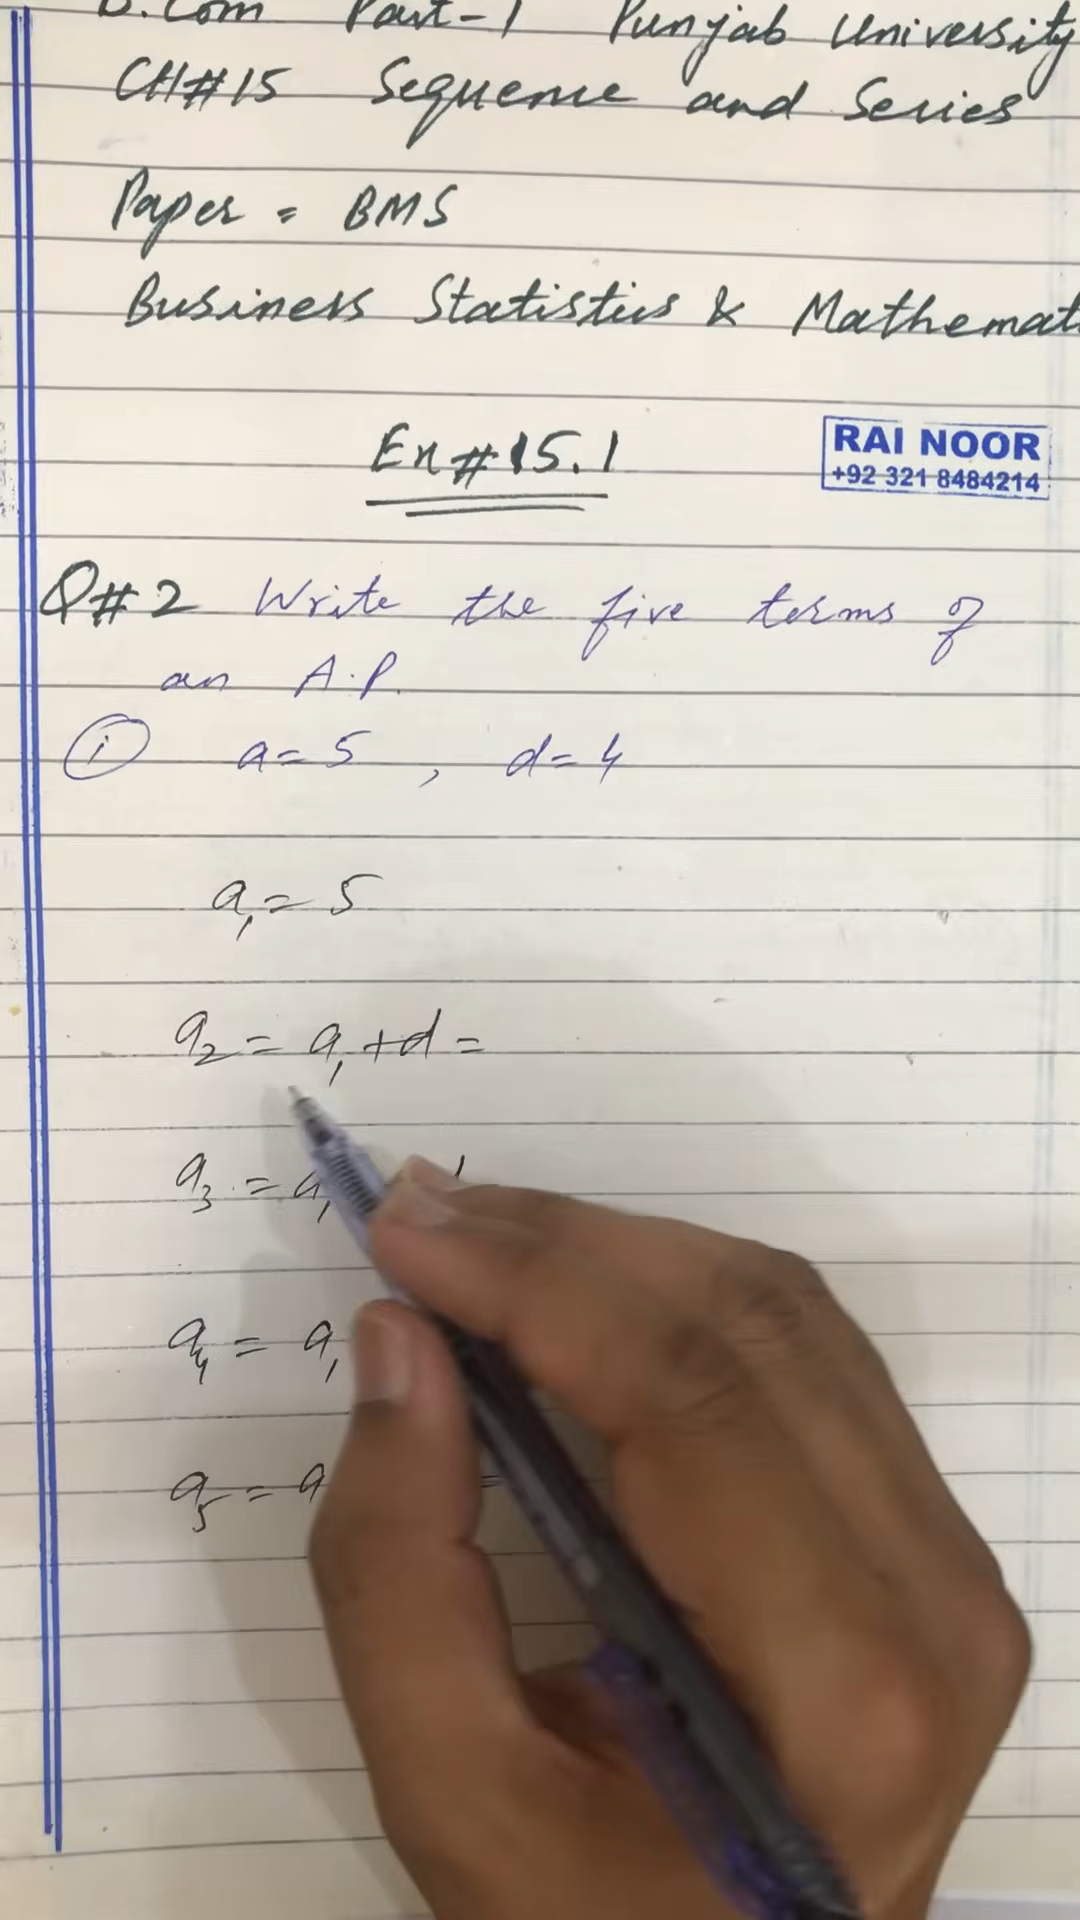 B.Com Part-1 Punjab University
CH#15 Sequence and Series
Paper = BMS
Business Statistics & Mathemat
Ex#15.1
RAI NOOR
+92 321 8484214
Q#2 Write the five terms of
an A.P.
(i) a=5 , d=4
a₁= 5
a₂ = a₁+d =
a₃ = a₁
a₄ = a₁
a₅ = a =